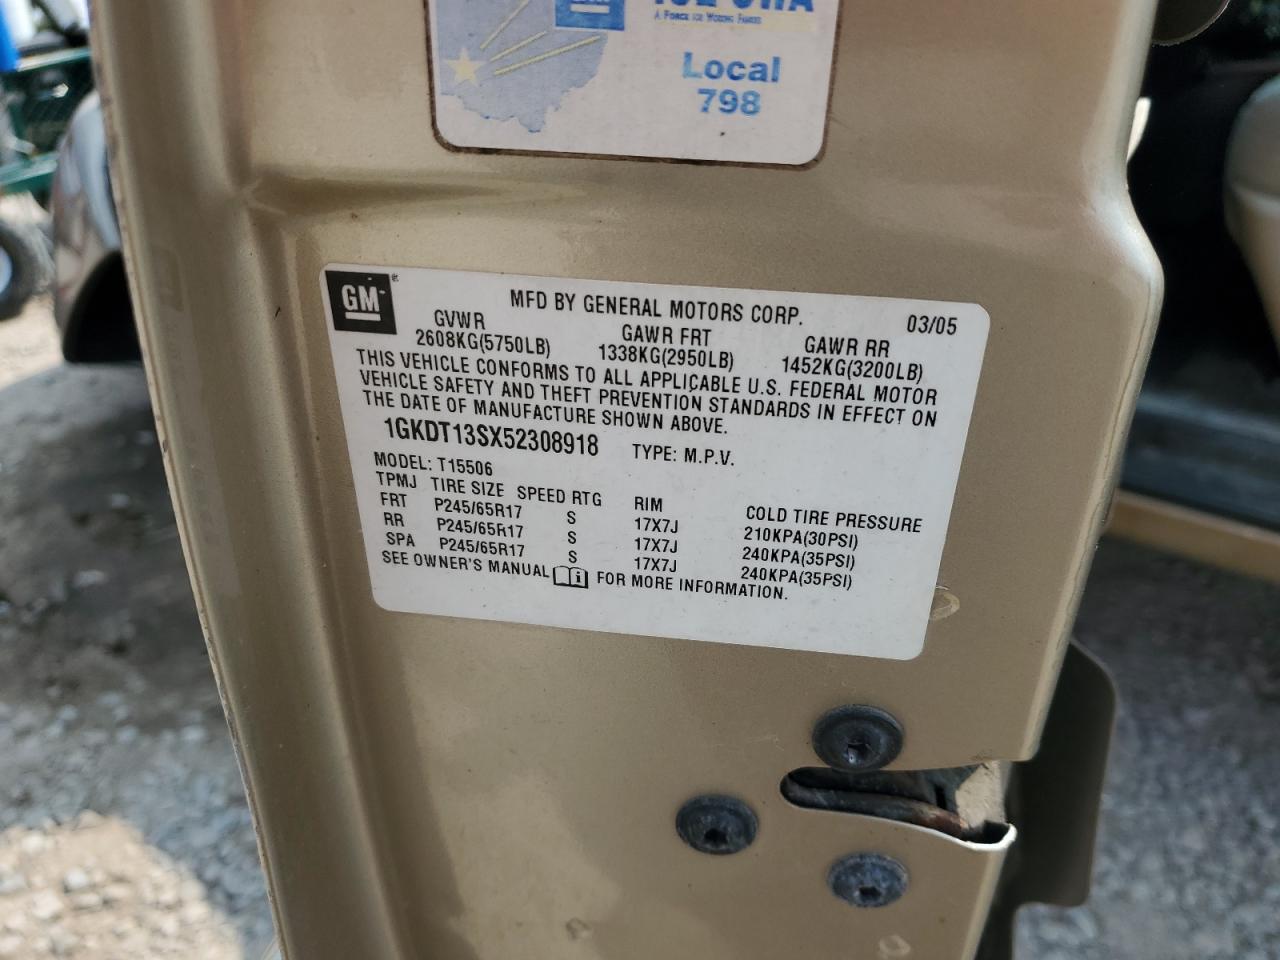 A FORCE FOR WORKING FAMILIES
Local
798
GM
MFD BY GENERAL MOTORS CORP. 03/05
GVWR GAWR FRT GAWR RR
2608KG(5750LB) 1338KG(2950LB) 1452KG(3200LB)
THIS VEHICLE CONFORMS TO ALL APPLICABLE U.S. FEDERAL MOTOR
VEHICLE SAFETY AND THEFT PREVENTION STANDARDS IN EFFECT ON
THE DATE OF MANUFACTURE SHOWN ABOVE.
1GKDT13SX52308918 TYPE: M.P.V.
MODEL: T15506
TPMJ TIRE SIZE SPEED RTG RIM COLD TIRE PRESSURE
FRT P245/65R17 S 17X7J 210KPA(30PSI)
RR P245/65R17 S 17X7J 240KPA(35PSI)
SPA P245/65R17 S 17X7J 240KPA(35PSI)
SEE OWNER'S MANUAL FOR MORE INFORMATION.